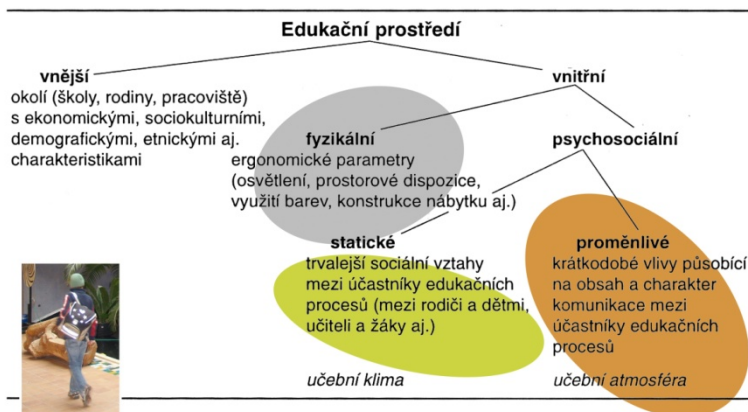 Edukační prostředí
vnější
okolí (školy, rodiny, pracoviště)
s ekonomickými, sociokulturními,
demografickými, etnickými aj.
charakteristikami
vnitřní
fyzikální
ergonomické parametry
(osvětlení, prostorové dispozice,
využití barev, konstrukce nábytku aj.)
psychosociální
statické
trvalejší sociální vztahy
mezi účastníky edukačních
procesů (mezi rodiči a dětmi,
učiteli a žáky aj.)
učební klima
proměnlivé
krátkodobé vlivy působící
na obsah a charakter
komunikace mezi
účastníky edukačních
procesů
učební atmosféra